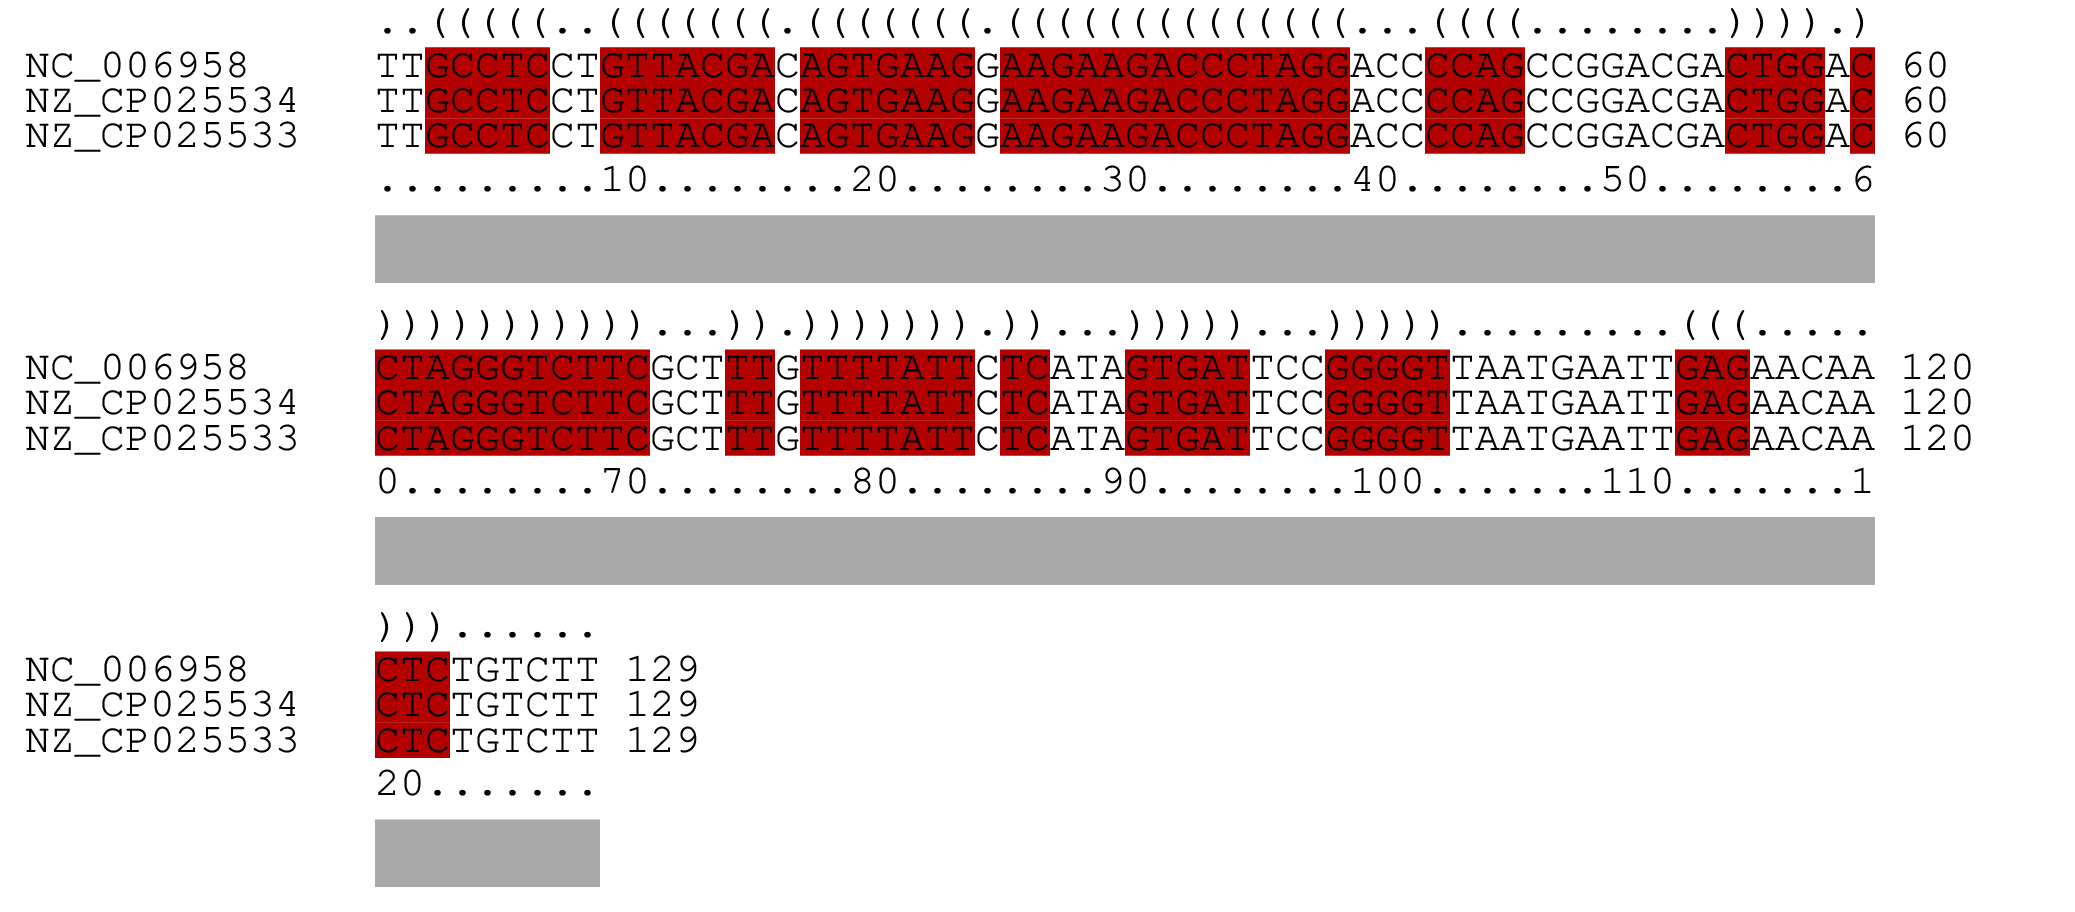 ..(((((..(((((((.(((((((.((((((((((((((...((((........)))).)
NC_006958 TTGCCTCCTGTTACGACAGTGAAGGAAGAAGACCCTAGGACCCCAGCCGGACGACTGGAC 60
NZ_CP025534 TTGCCTCCTGTTACGACAGTGAAGGAAGAAGACCCTAGGACCCCAGCCGGACGACTGGAC 60
NZ_CP025533 TTGCCTCCTGTTACGACAGTGAAGGAAGAAGACCCTAGGACCCCAGCCGGACGACTGGAC 60
.........10........20........30........40........50........6
)))))))))))...)).))))))).))...)))))...))))).........(((.....
NC_006958 CTAGGGTCTTCGCTTTGTTTTATTCTCATAGTGATTCCGGGGTTAATGAATTGAGAACAA 120
NZ_CP025534 CTAGGGTCTTCGCTTTGTTTTATTCTCATAGTGATTCCGGGGTTAATGAATTGAGAACAA 120
NZ_CP025533 CTAGGGTCTTCGCTTTGTTTTATTCTCATAGTGATTCCGGGGTTAATGAATTGAGAACAA 120
0........70........80........90........100.......110.......1
)))......
NC_006958 CTCTGTCTT 129
NZ_CP025534 CTCTGTCTT 129
NZ_CP025533 CTCTGTCTT 129
20.......